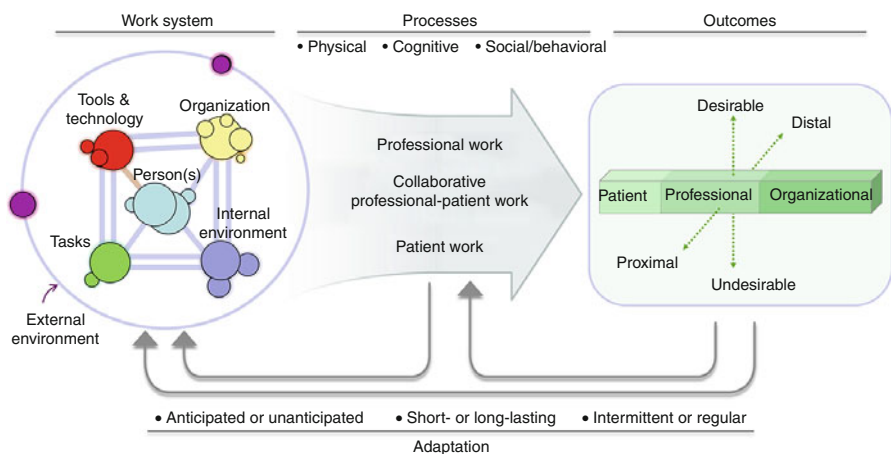 Work system
Processes
Outcomes
• Physical • Cognitive • Social/behavioral
Tools &
technology
Organization
Person(s)
Internal
environment
Tasks
External
environment
Professional work
Collaborative
professional-patient work
Patient work
Desirable
Distal
Patient
Professional
Organizational
Proximal
Undesirable
• Anticipated or unanticipated • Short- or long-lasting • Intermittent or regular
Adaptation